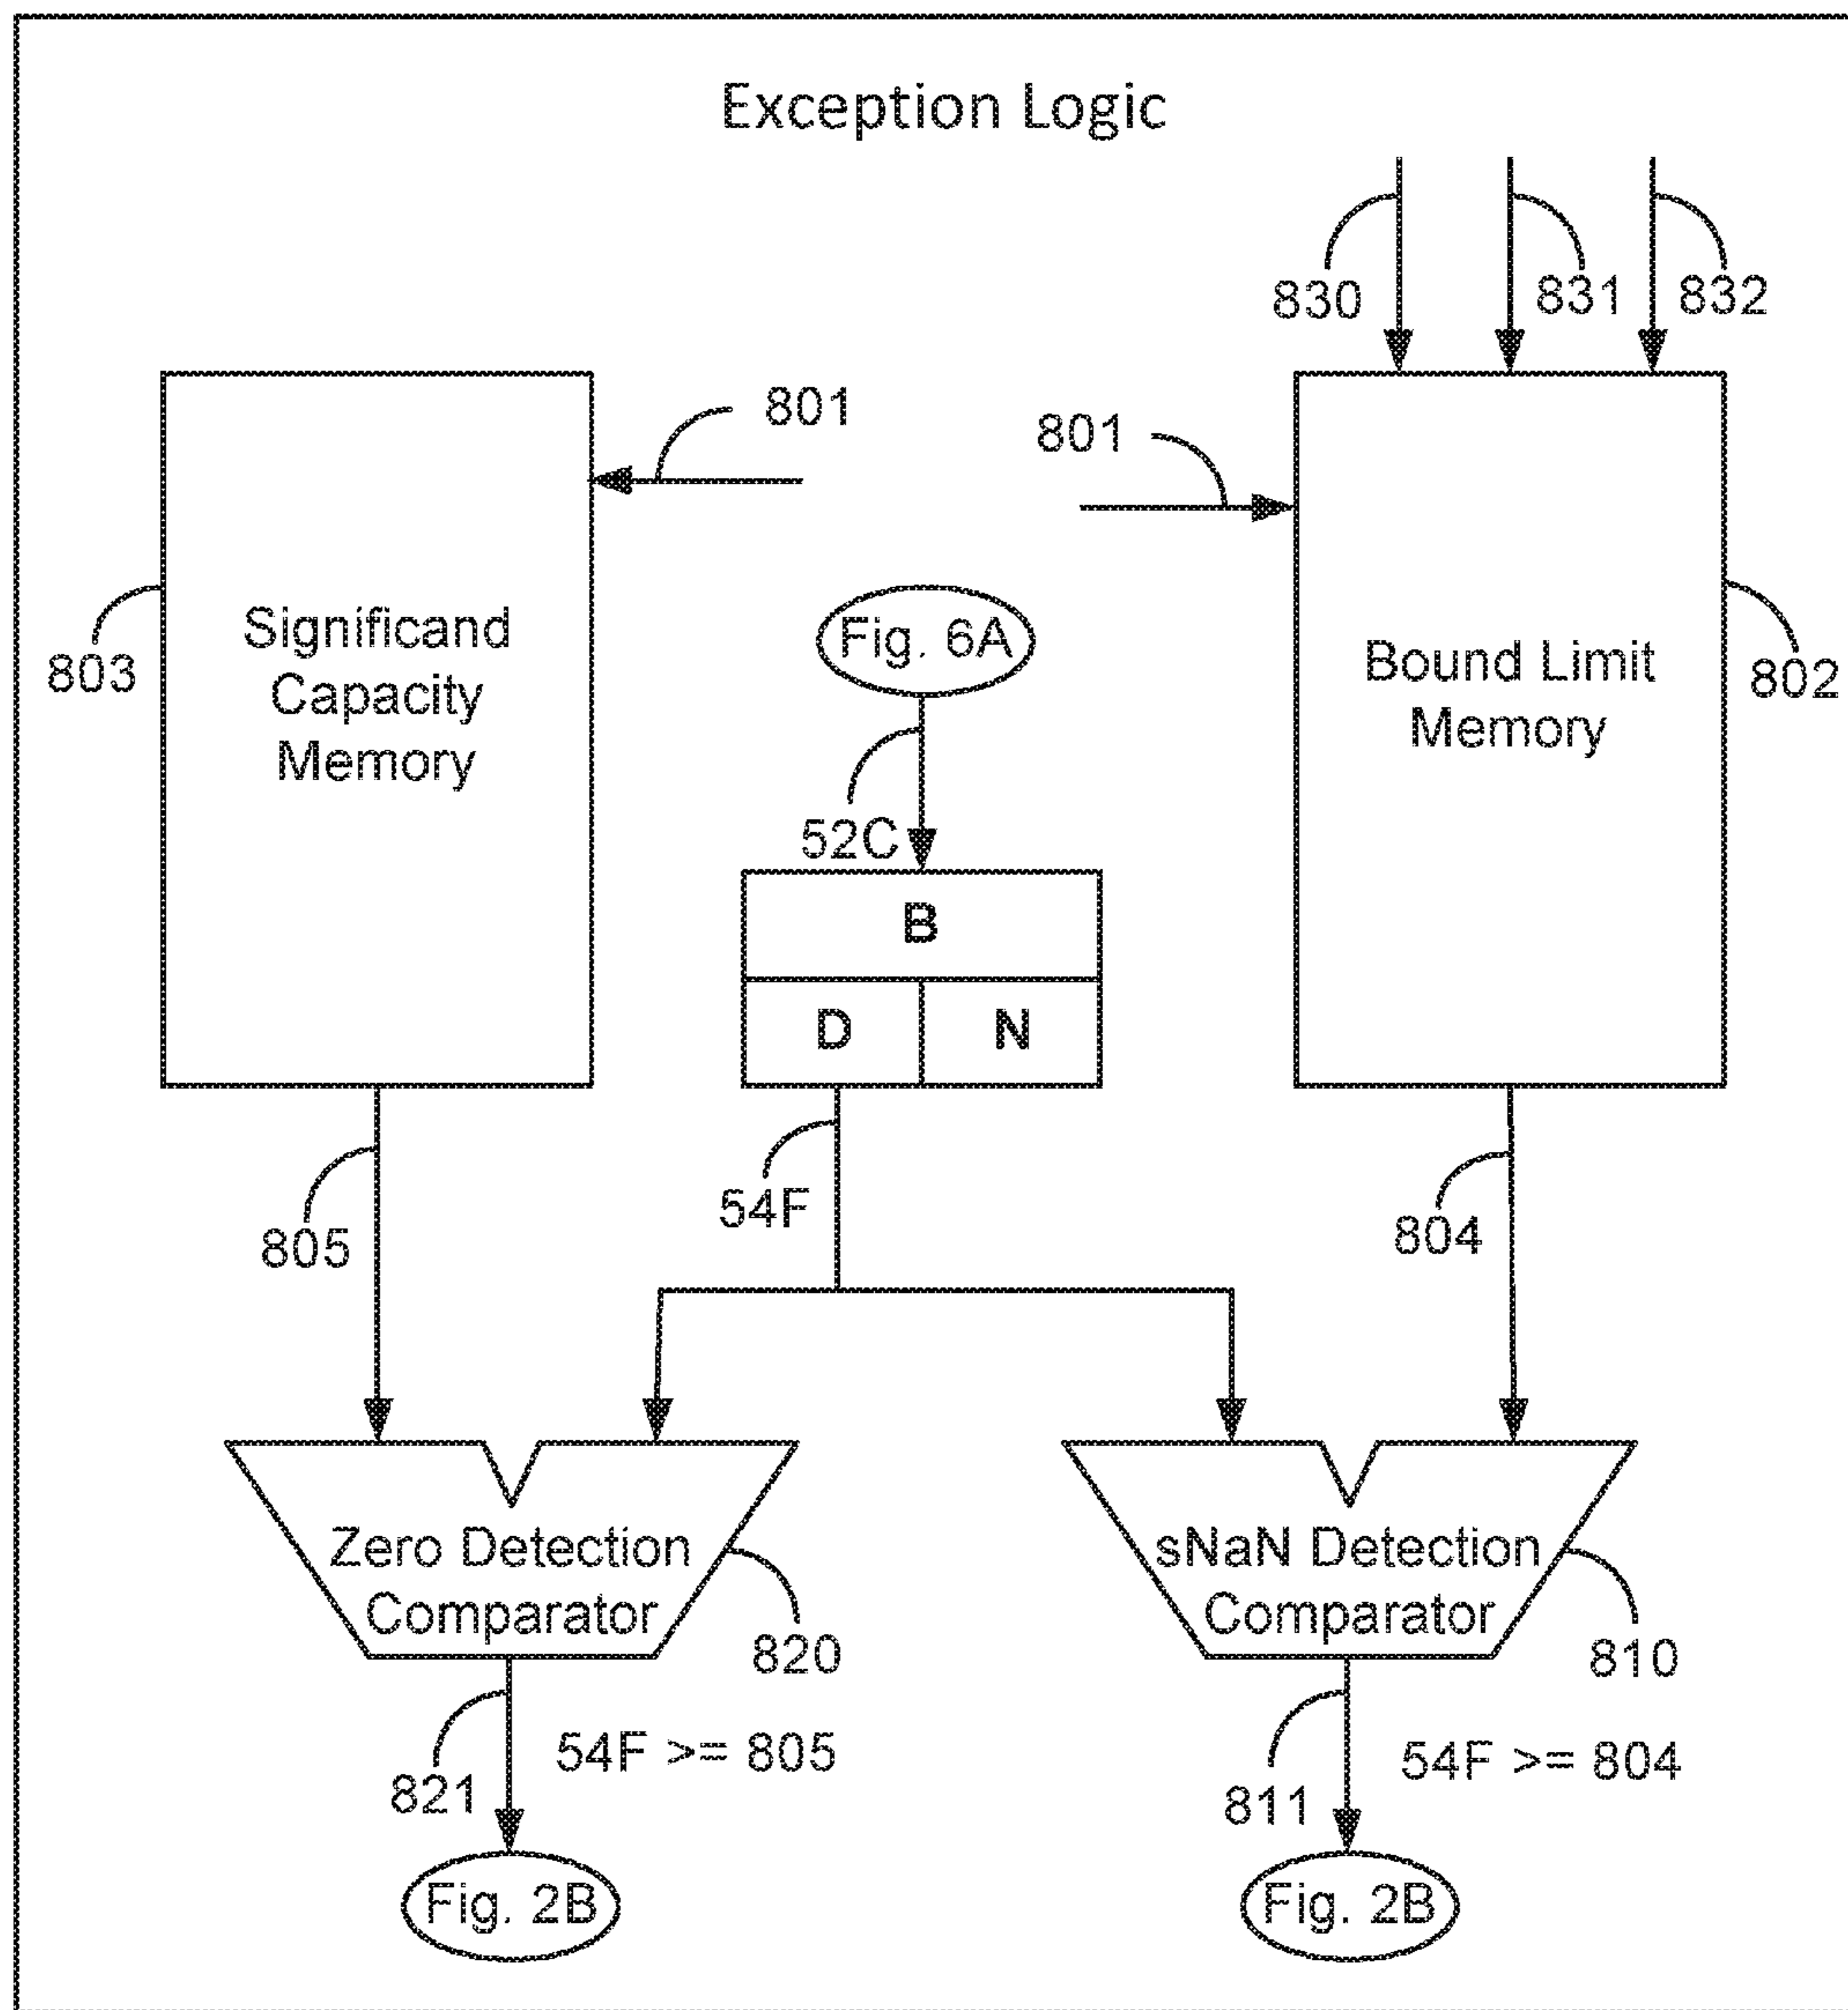 Exception Logic
830
831
832
801
801
803
Significand
Capacity
Memory
Fig. 6A
Bound Limit
Memory
802
52C
B
D
N
805
54F
804
Zero Detection
Comparator
820
sNaN Detection
Comparator
810
821
54F >= 805
811
54F >= 804
Fig. 2B
Fig. 2B